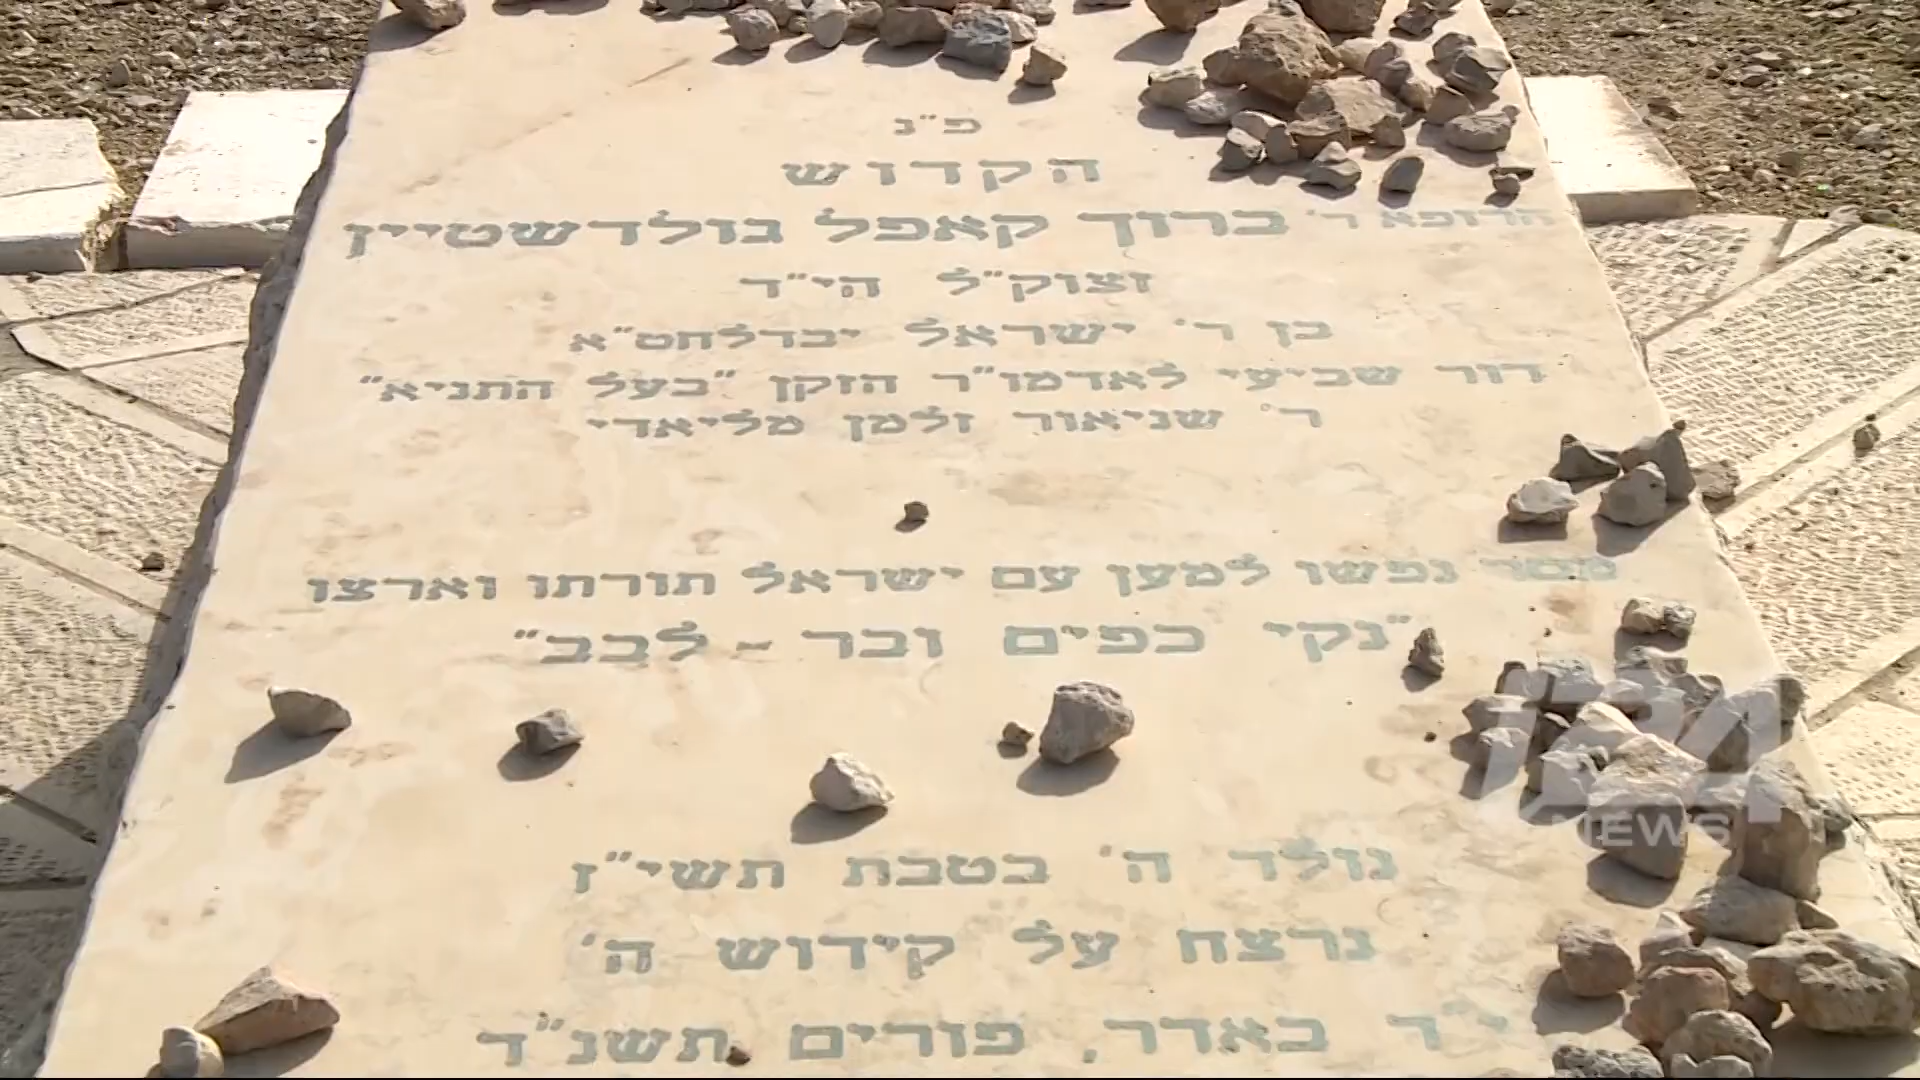 פ"נ
הקדוש
הרופא ר' ברוך קאפל גולדשטיין
זצוק"ל הי"ד
בן ר' ישראל יבדלחט"א
דור שביעי לאדמו"ר הזקן "בעל התניא"
ר' שניאור זלמן מליאדי
מסר נפשו למען עם ישראל תורתו וארצו
"נקי כפים ובר - לבב"
נולד ה' בטבת תשי"ז
נרצח על קידוש ה'
י"ד באדר, פורים תשנ"ד
i24
NEWS